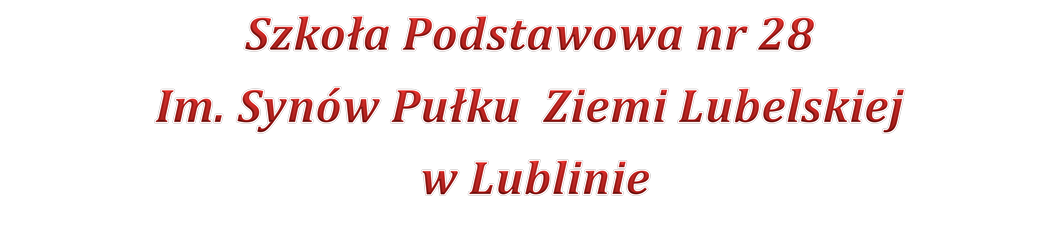 Szkoła Podstawowa nr 28
Im. Synów Pułku Ziemi Lubelskiej
w Lublinie